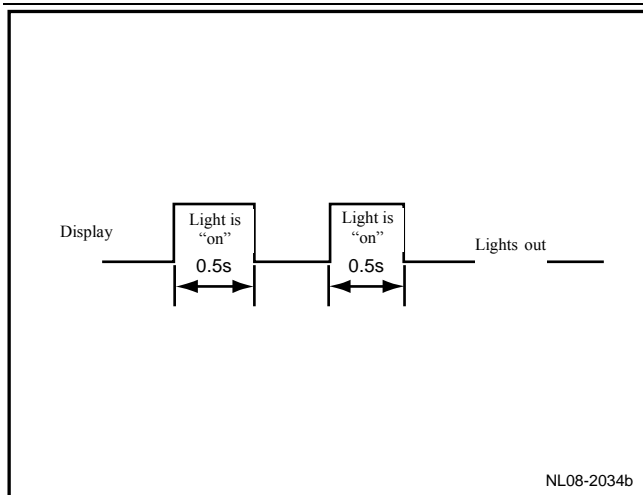 Light is
“on”
Light is
“on”
Display
Lights out
0.5s
0.5s
NL08-2034b